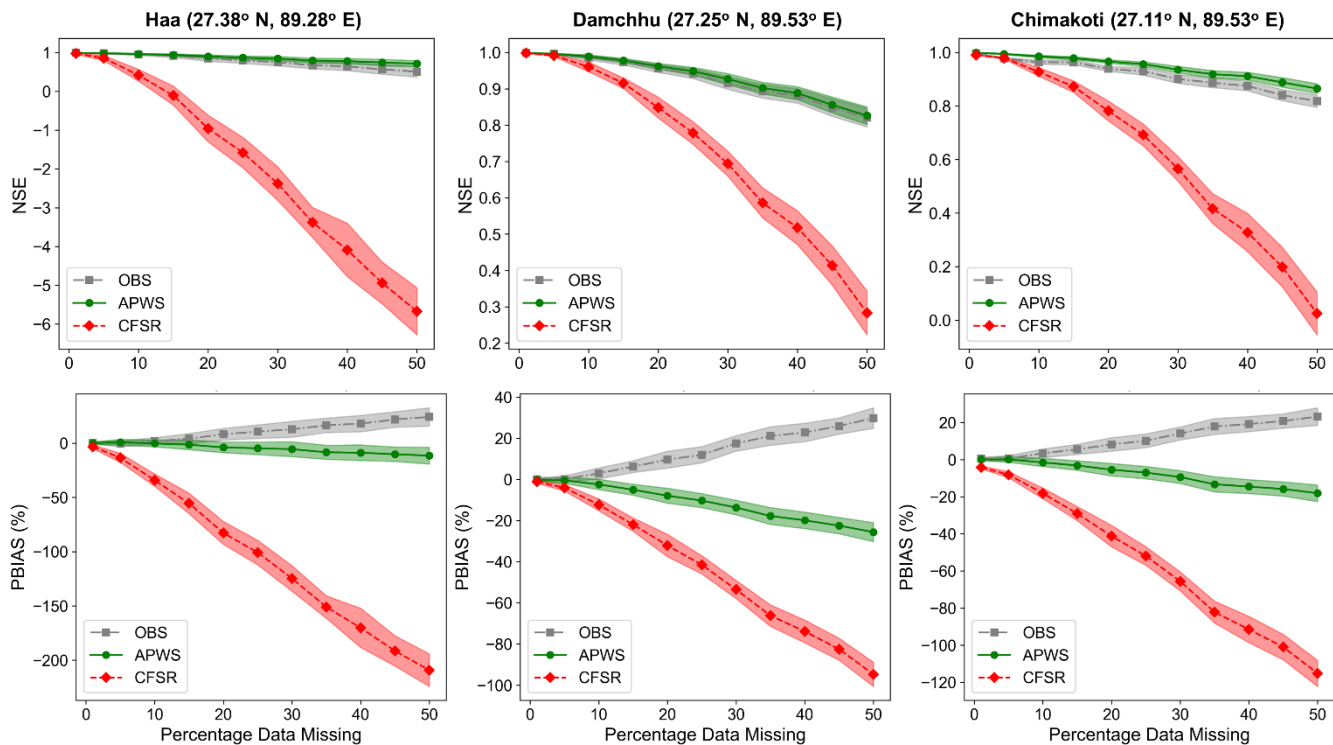 Haa (27.38° N, 89.28° E)
NSE
1
0
−1
−2
−3
−4
−5
−6
OBS
APWS
CFSR
0 10 20 30 40 50
Damchhu (27.25° N, 89.53° E)
NSE
1.0
0.9
0.8
0.7
0.6
0.5
0.4
0.3
0.2
OBS
APWS
CFSR
0 10 20 30 40 50
Chimakoti (27.11° N, 89.53° E)
NSE
1.0
0.8
0.6
0.4
0.2
0.0
OBS
APWS
CFSR
0 10 20 30 40 50
PBIAS (%)
0
−50
−100
−150
−200
OBS
APWS
CFSR
0 10 20 30 40 50
Percentage Data Missing
PBIAS (%)
40
20
0
−20
−40
−60
−80
−100
OBS
APWS
CFSR
0 10 20 30 40 50
Percentage Data Missing
PBIAS (%)
20
0
−20
−40
−60
−80
−100
−120
OBS
APWS
CFSR
0 10 20 30 40 50
Percentage Data Missing